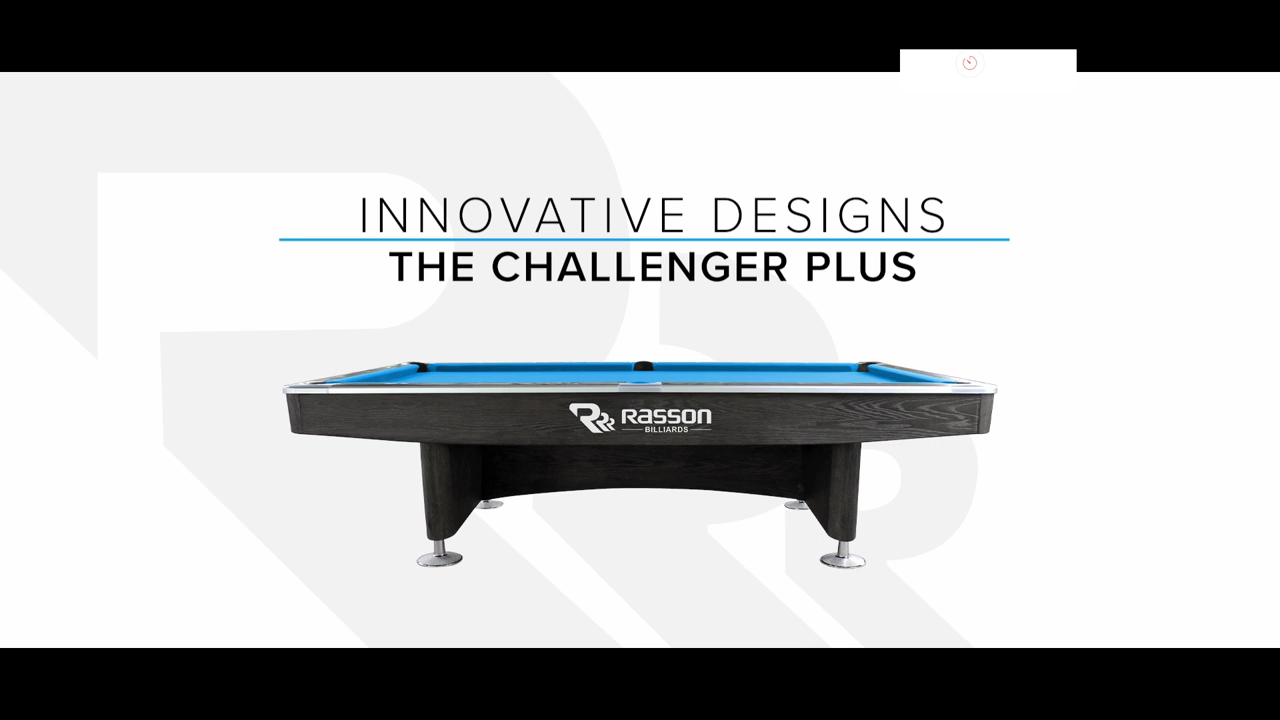 INNOVATIVE DESIGNS
THE CHALLENGER PLUS
RASSON
BILLIARDS